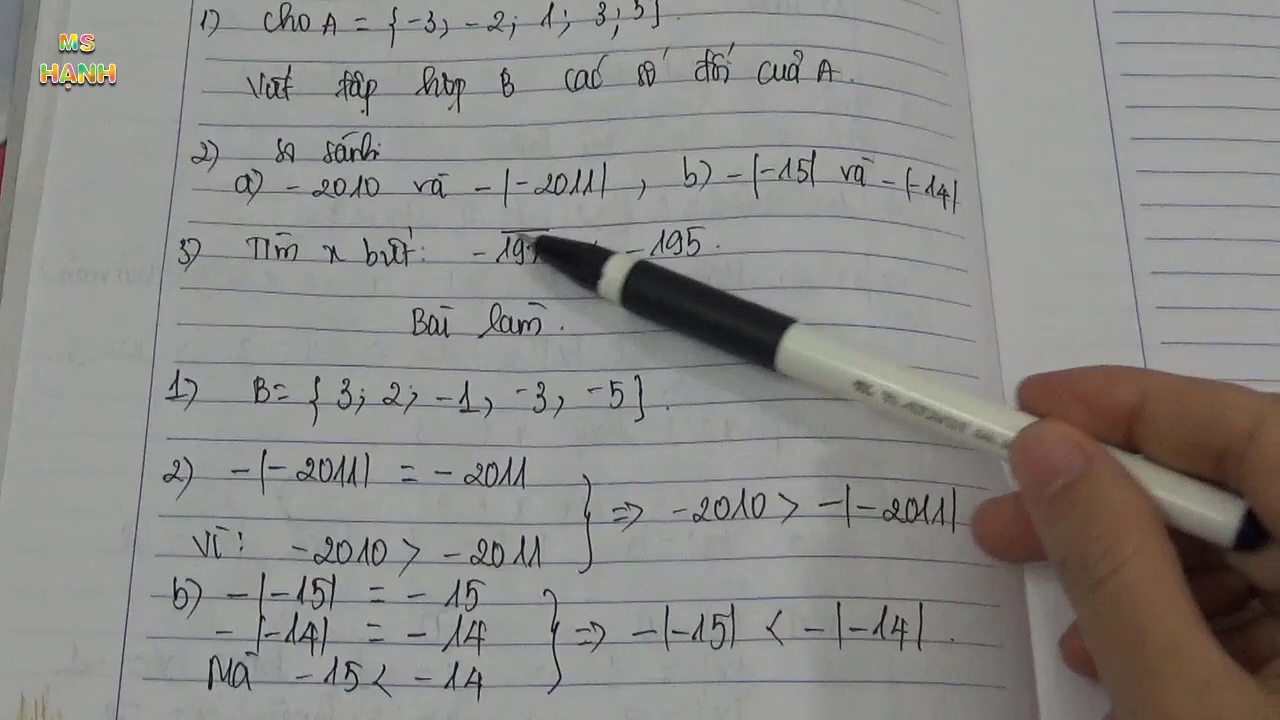 MS
HẠNH
1) Cho A = {-3; -2; 1; 3; 5}.
Viết tập hợp B các số đối của A.
2) So sánh:
a) -2010 và -|-2011| , b) -|-15| và -|-14|
3) Tìm x biết: -19 -195.
Bài làm.
1) B = {3; 2; -1, -3, -5}.
2) -|-2011| = -2011
Vì: -2010 > -2011 } => -2010 > -|-2011|
b) -|-15| = -15
-|-14| = -14 } => -|-15| < -|-14|.
Mà -15 < -14